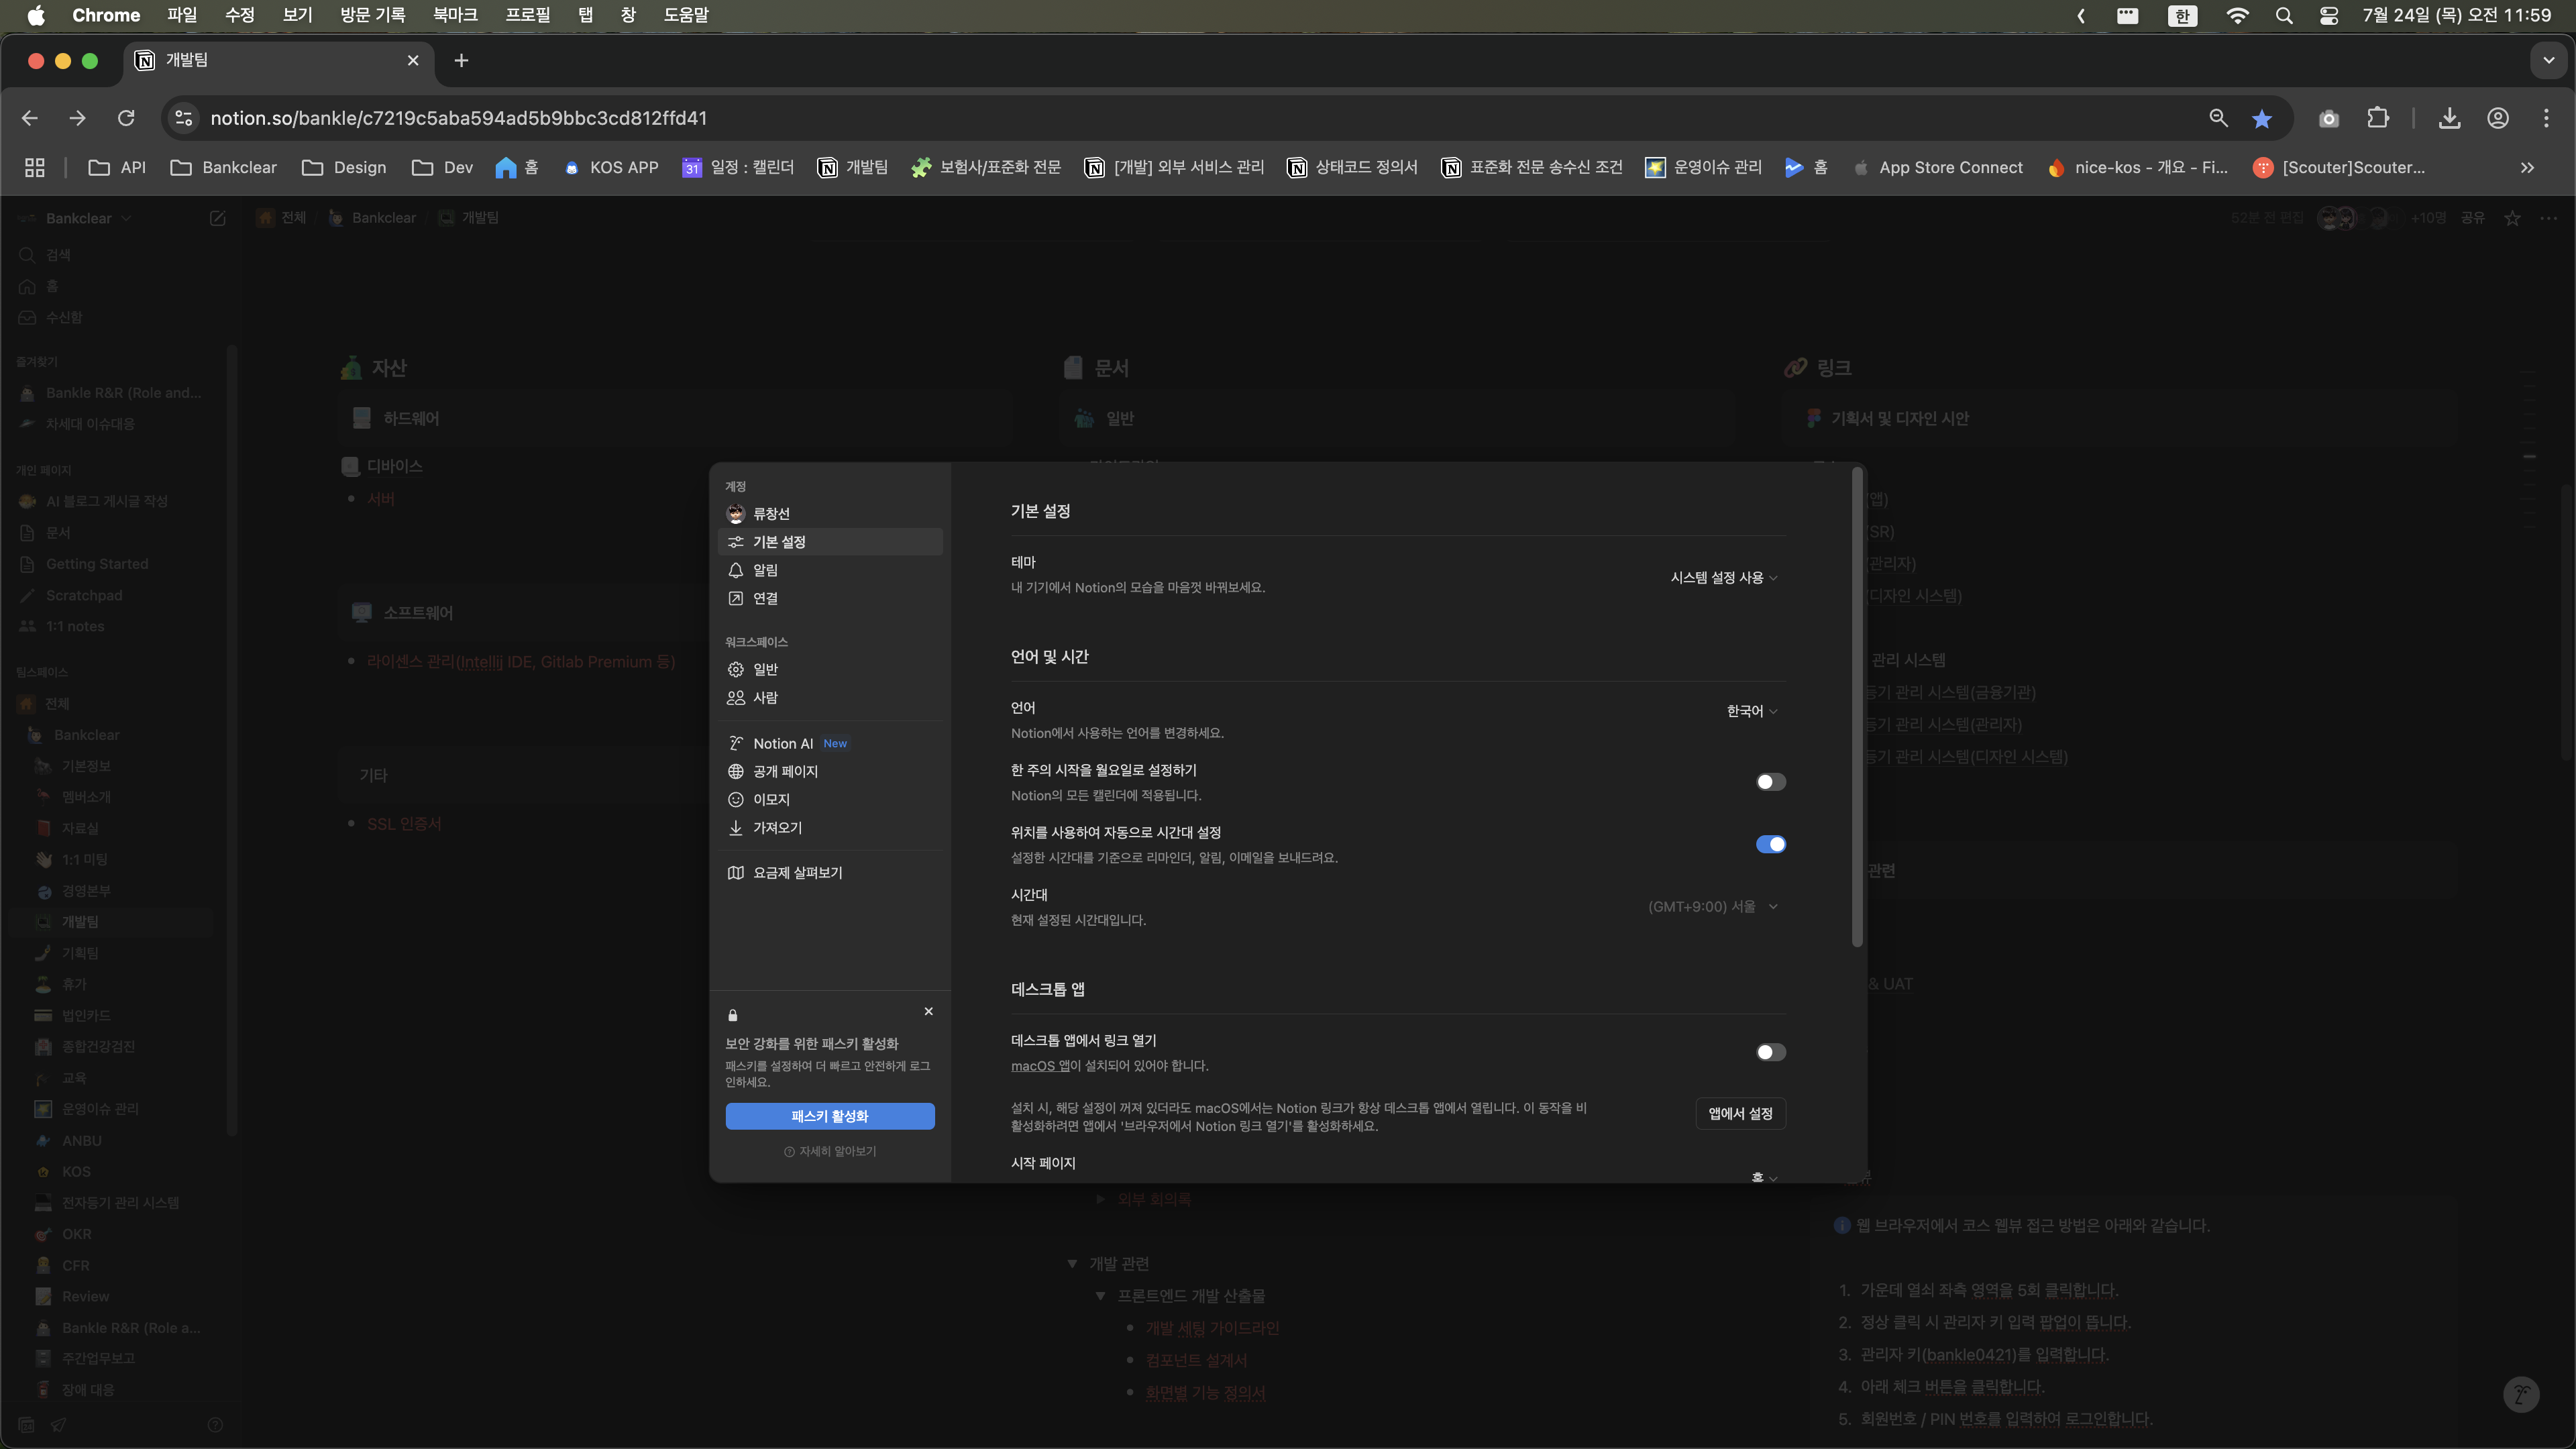 Chrome 파일 수정 보기 방문 기록 북마크 프로필 탭 창 도움말
한 7월 24일 (목) 오전 11:59
개발팀
notion.so/bankle/c7219c5aba594ad5b9bbc3cd812ffd41
API Bankclear Design Dev 홈 KOS APP 31 일정 : 캘린더 개발팀 보험사/표준화 전문 [개발] 외부 서비스 관리 상태코드 정의서 표준화 전문 송수신 조건 운영이슈 관리 홈 App Store Connect nice-kos - 개요 - Fi... [Scouter]Scouter...
Bankclear
전체 / Bankclear / 개발팀
52분 전 편집 +10명 공유
검색
홈
수신함
즐겨찾기
Bankle R&R (Role and...
차세대 이슈대응
개인 페이지
AI 블로그 게시글 작성
문서
Getting Started
Scratchpad
1:1 notes
팀스페이스
전체
Bankclear
기본정보
멤버소개
자료실
1:1 미팅
경영본부
개발팀
기획팀
휴가
법인카드
종합건강검진
교육
운영이슈 관리
ANBU
KOS
전자등기 관리 시스템
OKR
CFR
Review
Bankle R&R (Role a...
주간업무보고
장애 대응
자산
하드웨어
디바이스
서버
소프트웨어
라이센스 관리(Intellij IDE, Gitlab Premium 등)
기타
SSL 인증서
문서
일반
링크
기획서 및 디자인 시안
계정
류창선
기본 설정
알림
연결
워크스페이스
일반
사람
Notion AI New
공개 페이지
이모지
가져오기
요금제 살펴보기
보안 강화를 위한 패스키 활성화
패스키를 설정하여 더 빠르고 안전하게 로그
인하세요.
패스키 활성화
자세히 알아보기
기본 설정
테마
내 기기에서 Notion의 모습을 마음껏 바꿔보세요.
시스템 설정 사용
언어 및 시간
언어
Notion에서 사용하는 언어를 변경하세요.
한국어
한 주의 시작을 월요일로 설정하기
Notion의 모든 캘린더에 적용됩니다.
위치를 사용하여 자동으로 시간대 설정
설정한 시간대를 기준으로 리마인더, 알림, 이메일을 보내드려요.
시간대
현재 설정된 시간대입니다.
(GMT+9:00) 서울
데스크톱 앱
데스크톱 앱에서 링크 열기
macOS 앱이 설치되어 있어야 합니다.
설치 시, 해당 설정이 꺼져 있더라도 macOS에서는 Notion 링크가 항상 데스크톱 앱에서 열립니다. 이 동작을 비
활성화하려면 앱에서 '브라우저에서 Notion 링크 열기'를 활성화하세요.
앱에서 설정
시작 페이지
홈
앱)
SR)
관리자)
디자인 시스템)
관리 시스템
등기 관리 시스템(금융기관)
등기 관리 시스템(관리자)
등기 관리 시스템(디자인 시스템)
관련
& UAT
외부 회의록
개발 관련
프론트엔드 개발 산출물
개발 세팅 가이드라인
컴포넌트 설계서
화면별 기능 정의서
웹 브라우저에서 코스 웹뷰 접근 방법은 아래와 같습니다.
1. 가운데 열쇠 좌측 영역을 5회 클릭합니다.
2. 정상 클릭 시 관리자 키 입력 팝업이 뜹니다.
3. 관리자 키(bankle0421)를 입력합니다.
4. 아래 체크 버튼을 클릭합니다.
5. 회원번호 / PIN 번호를 입력하여 로그인합니다.